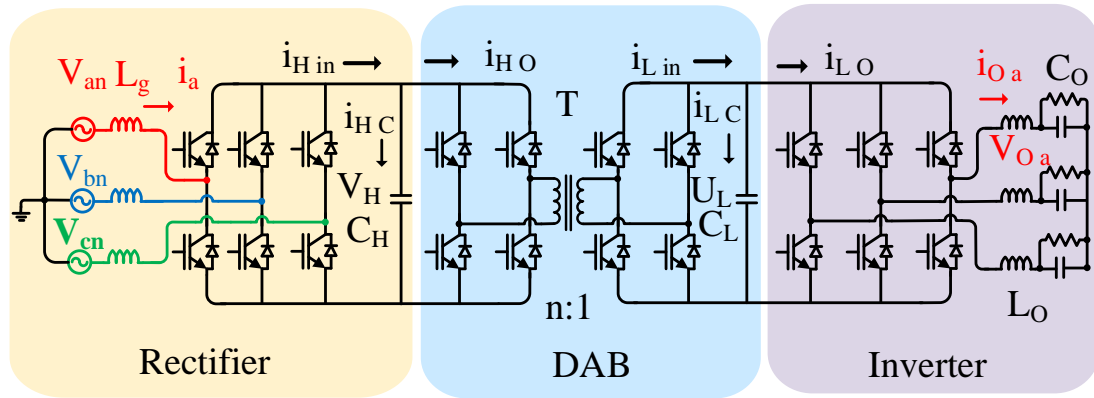 V_an L_g i_a
i_H in
i_H O
i_L in
i_L O
i_O a
C_O
V_bn
i_H C
T
i_L C
V_O a
V_cn
V_H
U_L
C_H
C_L
n:1
L_O
Rectifier
DAB
Inverter